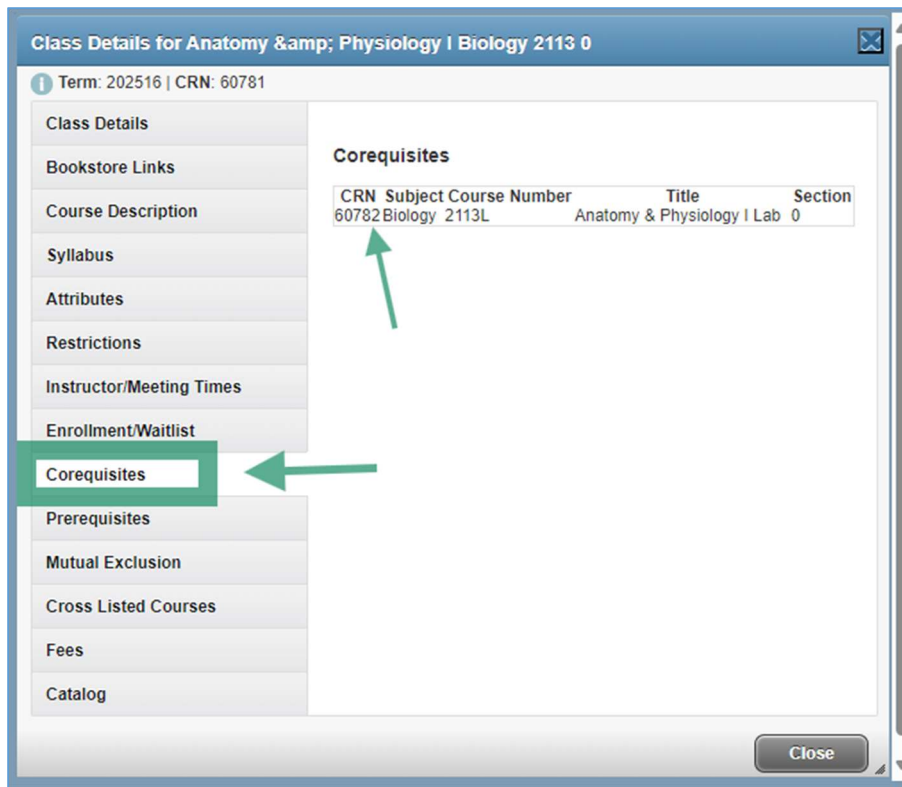 Class Details for Anatomy &amp; Physiology I Biology 2113 0
Term: 202516 | CRN: 60781
Class Details
Bookstore Links
Course Description
Syllabus
Attributes
Restrictions
Instructor/Meeting Times
Enrollment/Waitlist
Corequisites
Prerequisites
Mutual Exclusion
Cross Listed Courses
Fees
Catalog
Corequisites
CRN Subject Course Number Title Section
60782 Biology 2113L Anatomy & Physiology I Lab 0
Close